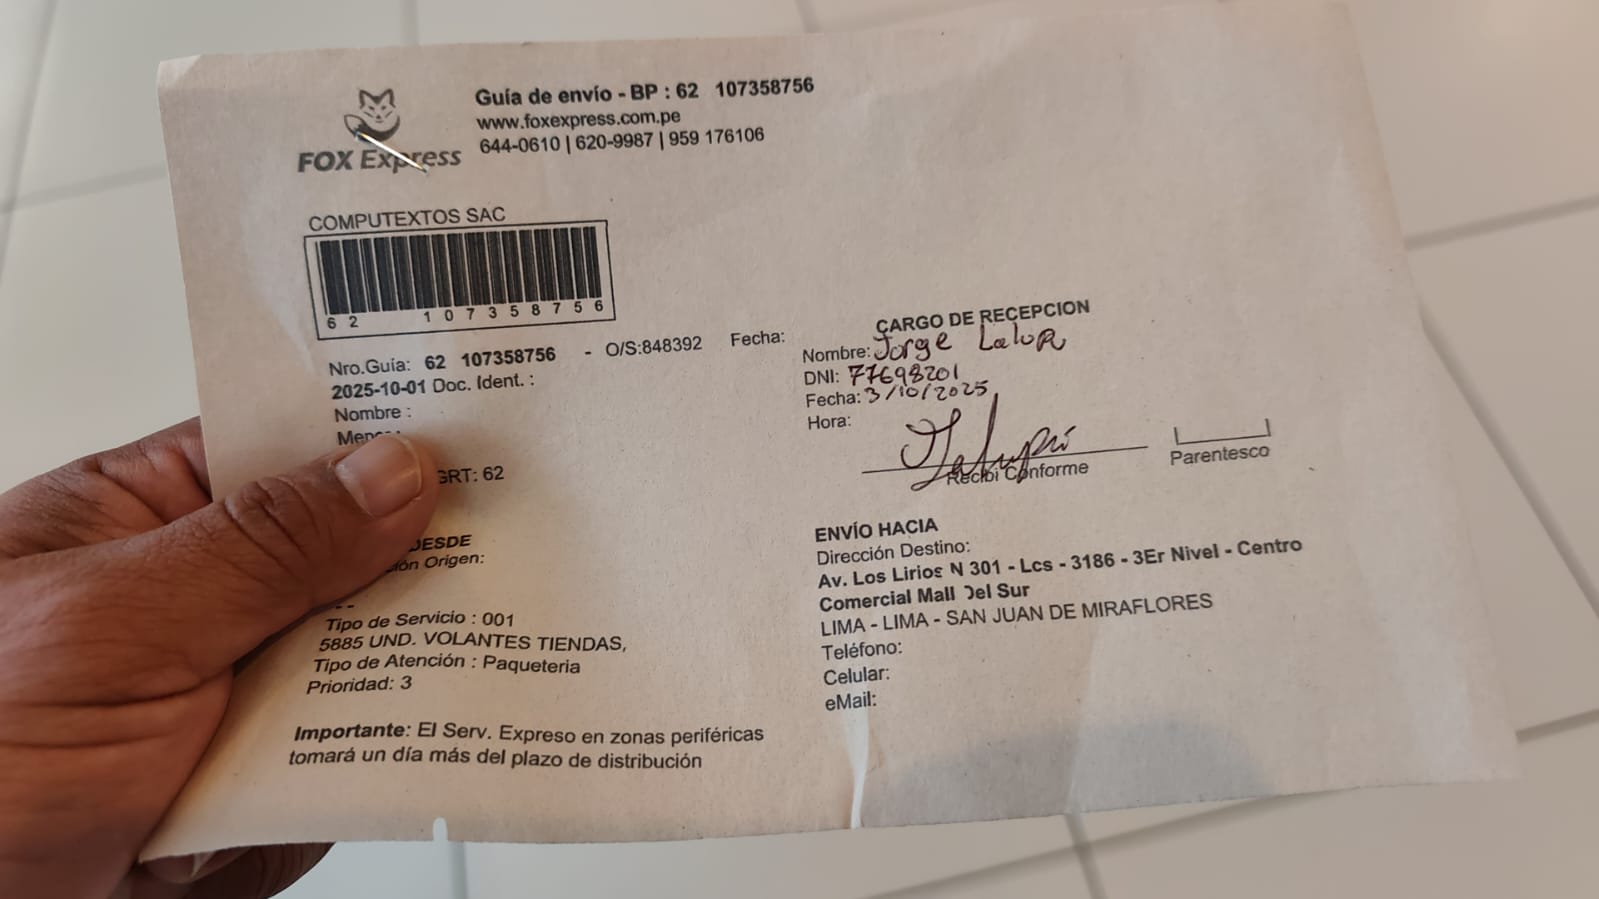 FOX Express
Guía de envío - BP : 62 107358756
www.foxexpress.com.pe
644-0610 | 620-9987 | 959 176106
COMPUTEXTOS SAC
62 107358756
Nro.Guía: 62 107358756 - O/S:848392 Fecha:
2025-10-01 Doc. Ident. :
Nombre :
GRT: 62
DESDE
Origen:
- -
Tipo de Servicio : 001
5885 UND. VOLANTES TIENDAS,
Tipo de Atención : Paqueteria
Prioridad: 3
Importante: El Serv. Expreso en zonas periféricas
tomará un día más del plazo de distribución
CARGO DE RECEPCION
Nombre: Jorge
DNI: 77698201
Fecha: 3/10/2025
Hora:
Recibi Conforme
Parentesco
ENVÍO HACIA
Dirección Destino:
Av. Los Lirios N 301 - Lcs - 3186 - 3Er Nivel - Centro
Comercial Mall Del Sur
LIMA - LIMA - SAN JUAN DE MIRAFLORES
Teléfono:
Celular:
eMail: